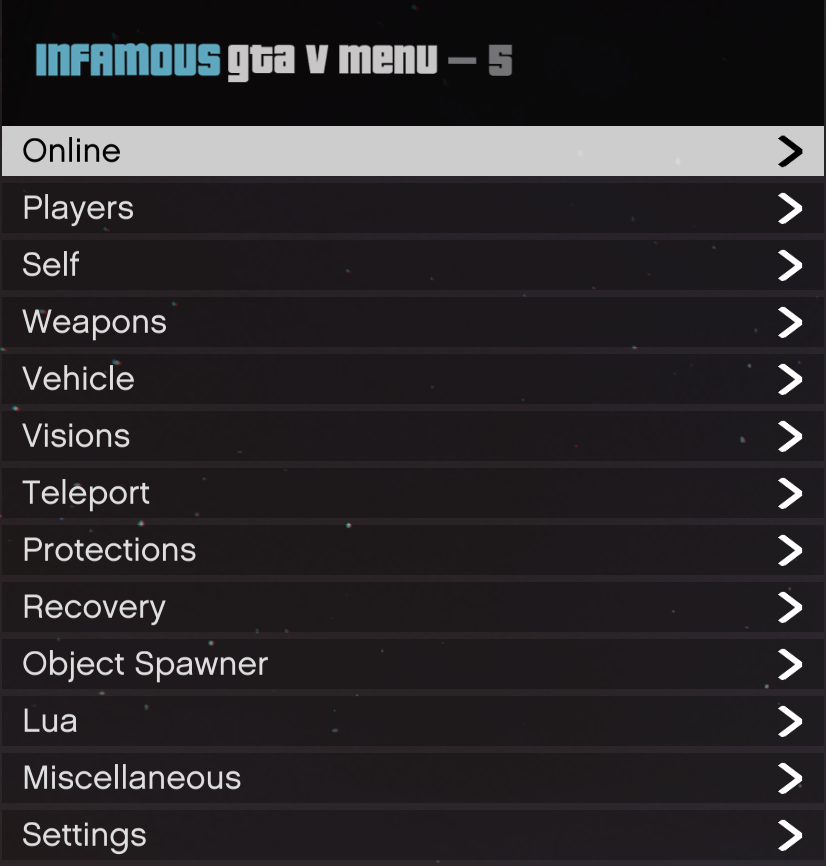 INFAMOUS gta V menu — 5
Online
Players
Self
Weapons
Vehicle
Visions
Teleport
Protections
Recovery
Object Spawner
Lua
Miscellaneous
Settings